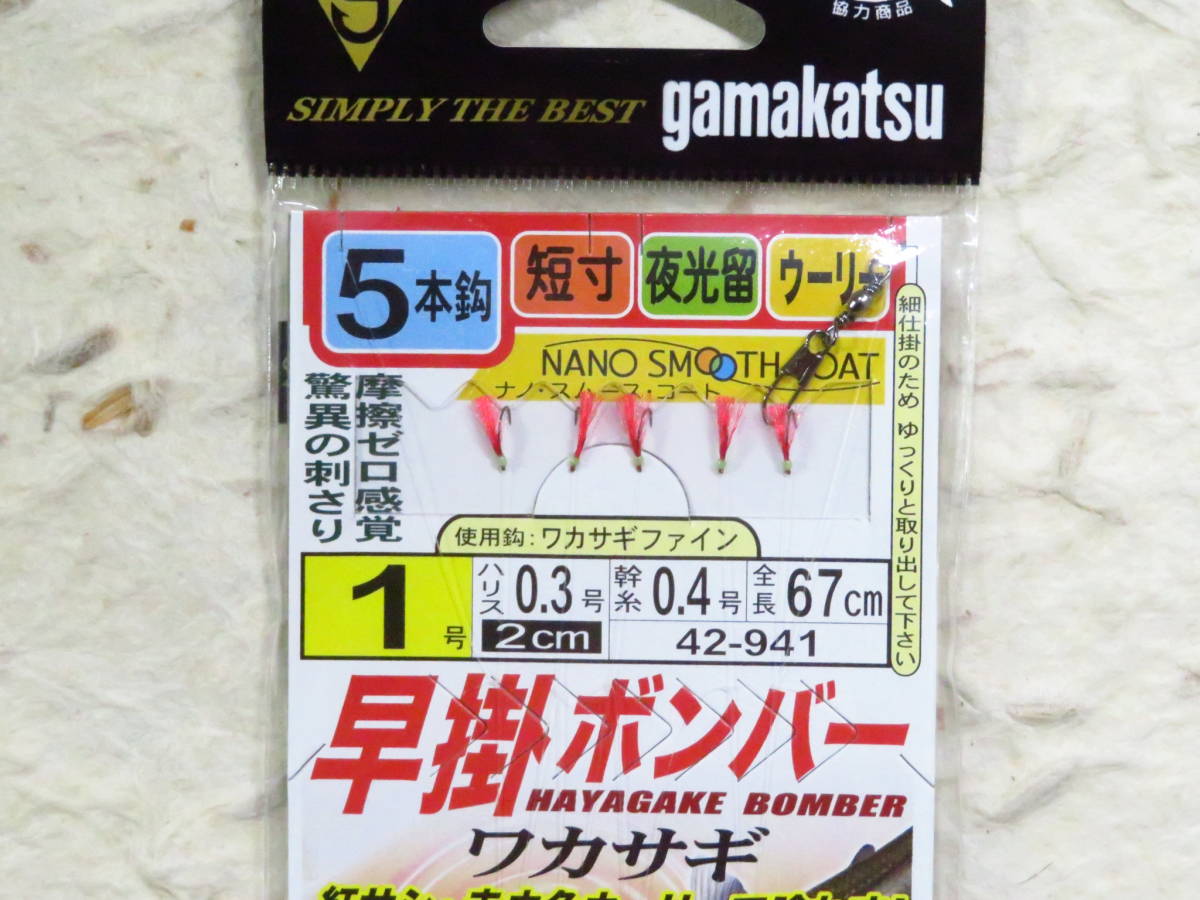 協力商品
SIMPLY THE BEST
gamakatsu
5本鈎
短寸
夜光留
ウーリー
NANO SMOOTH COAT
ナノ・スムース・コート
摩擦ゼロ感覚
驚異の刺さり
細仕掛のため ゆっくりと取り出して下さい
使用鈎:ワカサギファイン
1号
ハリス 0.3号
2cm
幹糸 0.4号
全長 67cm
42-941
早掛ボンバー
HAYAGAKE BOMBER
ワカサギ